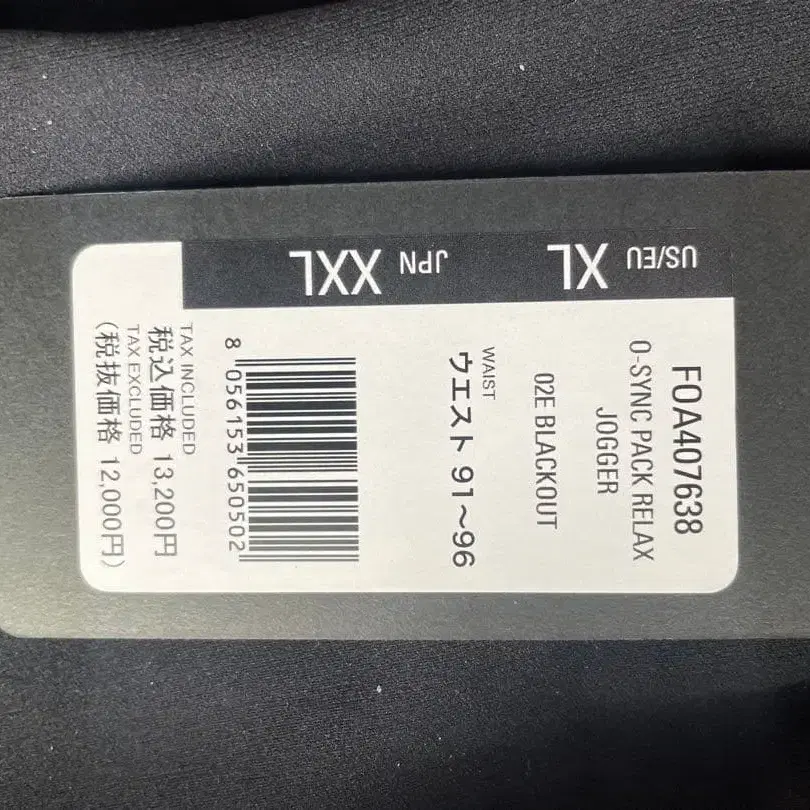 US/EU XL
JPN XXL
FOA407638
O-SYNC PACK RELAX
JOGGER
02E BLACKOUT
WAIST
ウエスト 91〜96
8 056153 650502
TAX INCLUDED
税込価格 13,200円
TAX EXCLUDED
(税抜価格 12,000円)